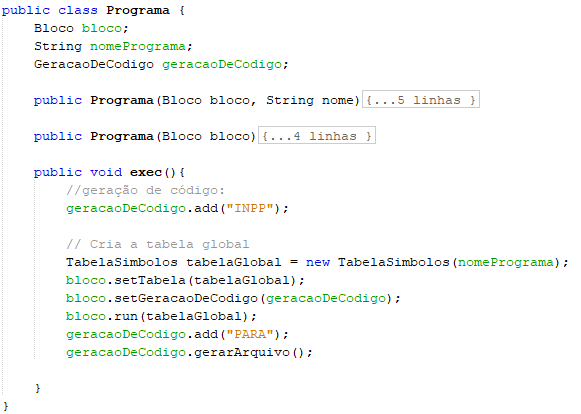 public class Programa {
Bloco bloco;
String nomePrograma;
GeracaoDeCodigo geracaoDeCodigo;
public Programa(Bloco bloco, String nome){...5 linhas }
public Programa(Bloco bloco){...4 linhas }
public void exec(){
//geração de código:
geracaoDeCodigo.add("INPP");
// Cria a tabela global
TabelaSimbolos tabelaGlobal = new TabelaSimbolos(nomePrograma);
bloco.setTabela(tabelaGlobal);
bloco.setGeracaoDeCodigo(geracaoDeCodigo);
bloco.run(tabelaGlobal);
geracaoDeCodigo.add("PARA");
geracaoDeCodigo.gerarArquivo();
}
}